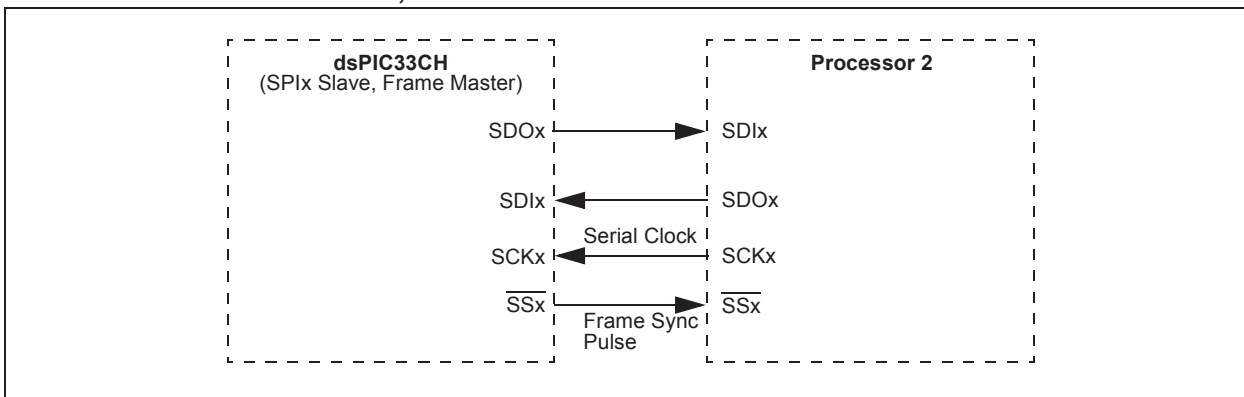 dsPIC33CH
(SPIx Slave, Frame Master)
Processor 2
SDOx
SDIx
SDIx
SDOx
Serial Clock
SCKx
SCKx
SSx
SSx
Frame Sync
Pulse